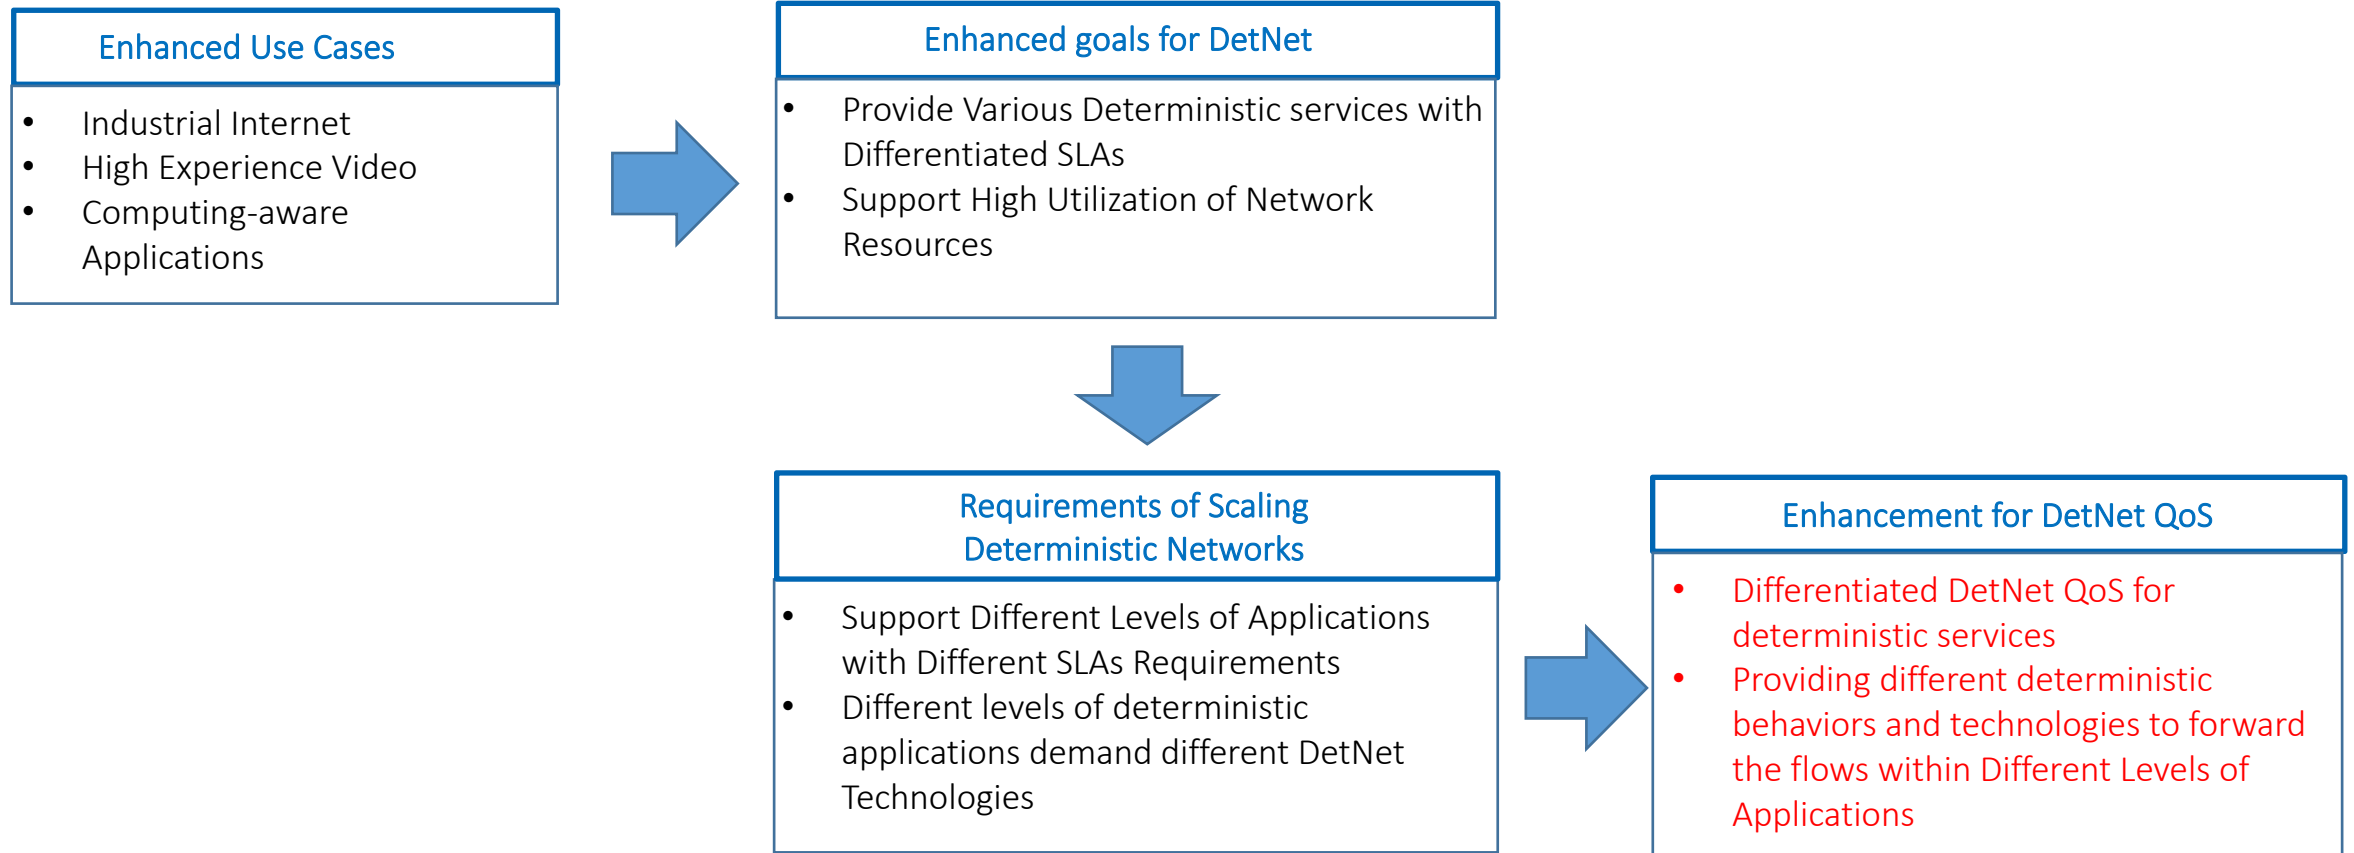 Enhanced Use Cases
• Industrial Internet
• High Experience Video
• Computing-aware
Applications
Enhanced goals for DetNet
• Provide Various Deterministic services with
Differentiated SLAs
• Support High Utilization of Network
Resources
Requirements of Scaling
Deterministic Networks
• Support Different Levels of Applications
with Different SLAs Requirements
• Different levels of deterministic
applications demand different DetNet
Technologies
Enhancement for DetNet QoS
• Differentiated DetNet QoS for
deterministic services
• Providing different deterministic
behaviors and technologies to forward
the flows within Different Levels of
Applications